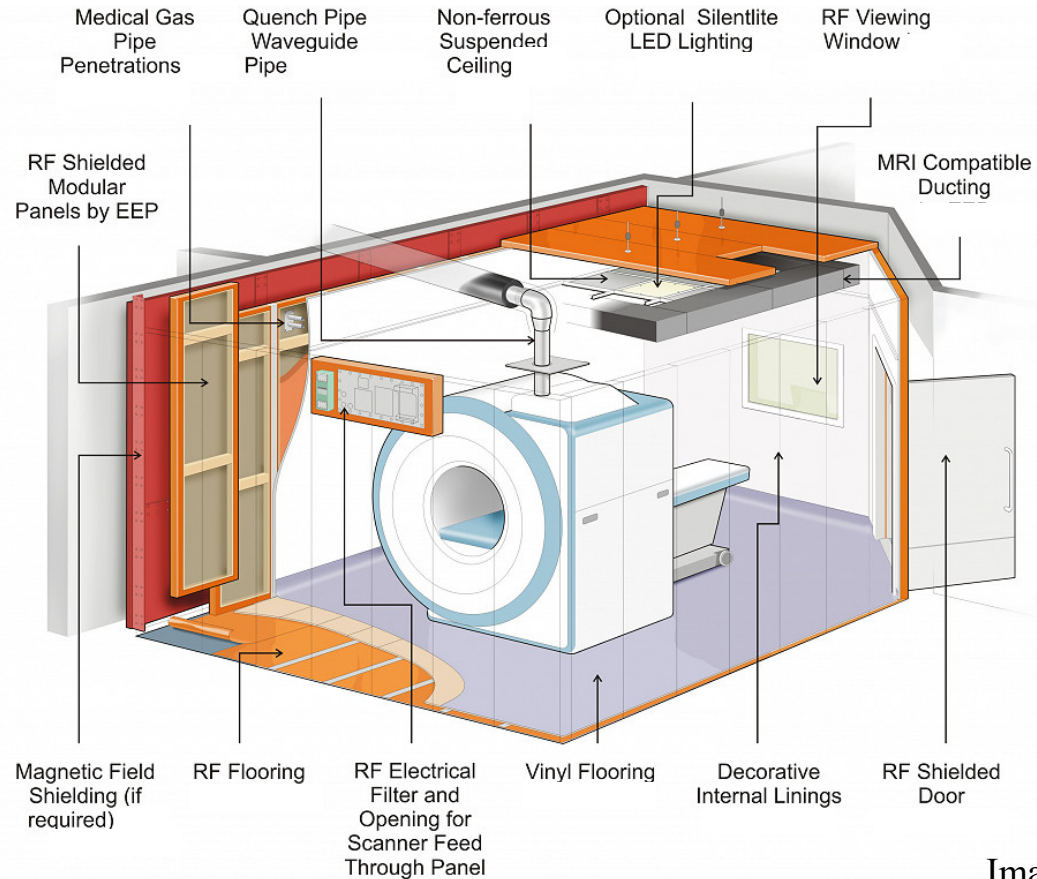 Medical Gas
Pipe
Penetrations
Quench Pipe
Waveguide
Pipe
Non-ferrous
Suspended
Ceiling
Optional Silentlite
LED Lighting
RF Viewing
Window
RF Shielded
Modular
Panels by EEP
MRI Compatible
Ducting
Magnetic Field
Shielding (if
required)
RF Flooring
RF Electrical
Filter and
Opening for
Scanner Feed
Through Panel
Vinyl Flooring
Decorative
Internal Linings
RF Shielded
Door